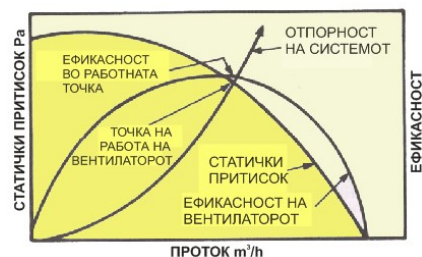 СТАТИЧКИ ПРИТИСОК Pa
ЕФИКАСНОСТ
ВО РАБОТНАТА
ТОЧКА
ОТПОРНОСТ
НА СИСТЕМОТ
ТОЧКА НА
РАБОТА НА
ВЕНТИЛАТОРОТ
СТАТИЧКИ
ПРИТИСОК
ЕФИКАСНОСТ НА
ВЕНТИЛАТОРОТ
ЕФИКАСНОСТ
ПРОТОК m³/h